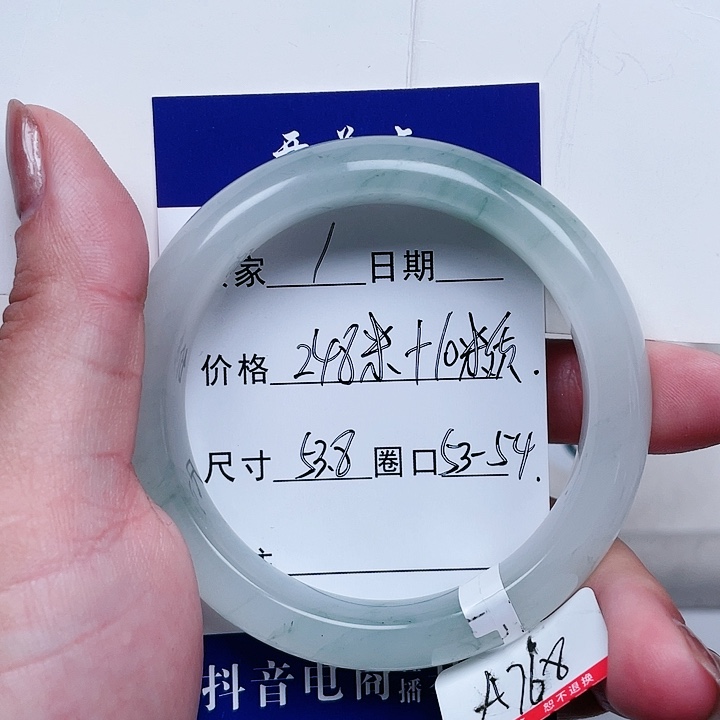 家 / 日期
价格 248米+10米货.
尺寸 53.8 圈口 53-54.
抖音电商 播
A768
恕不退换